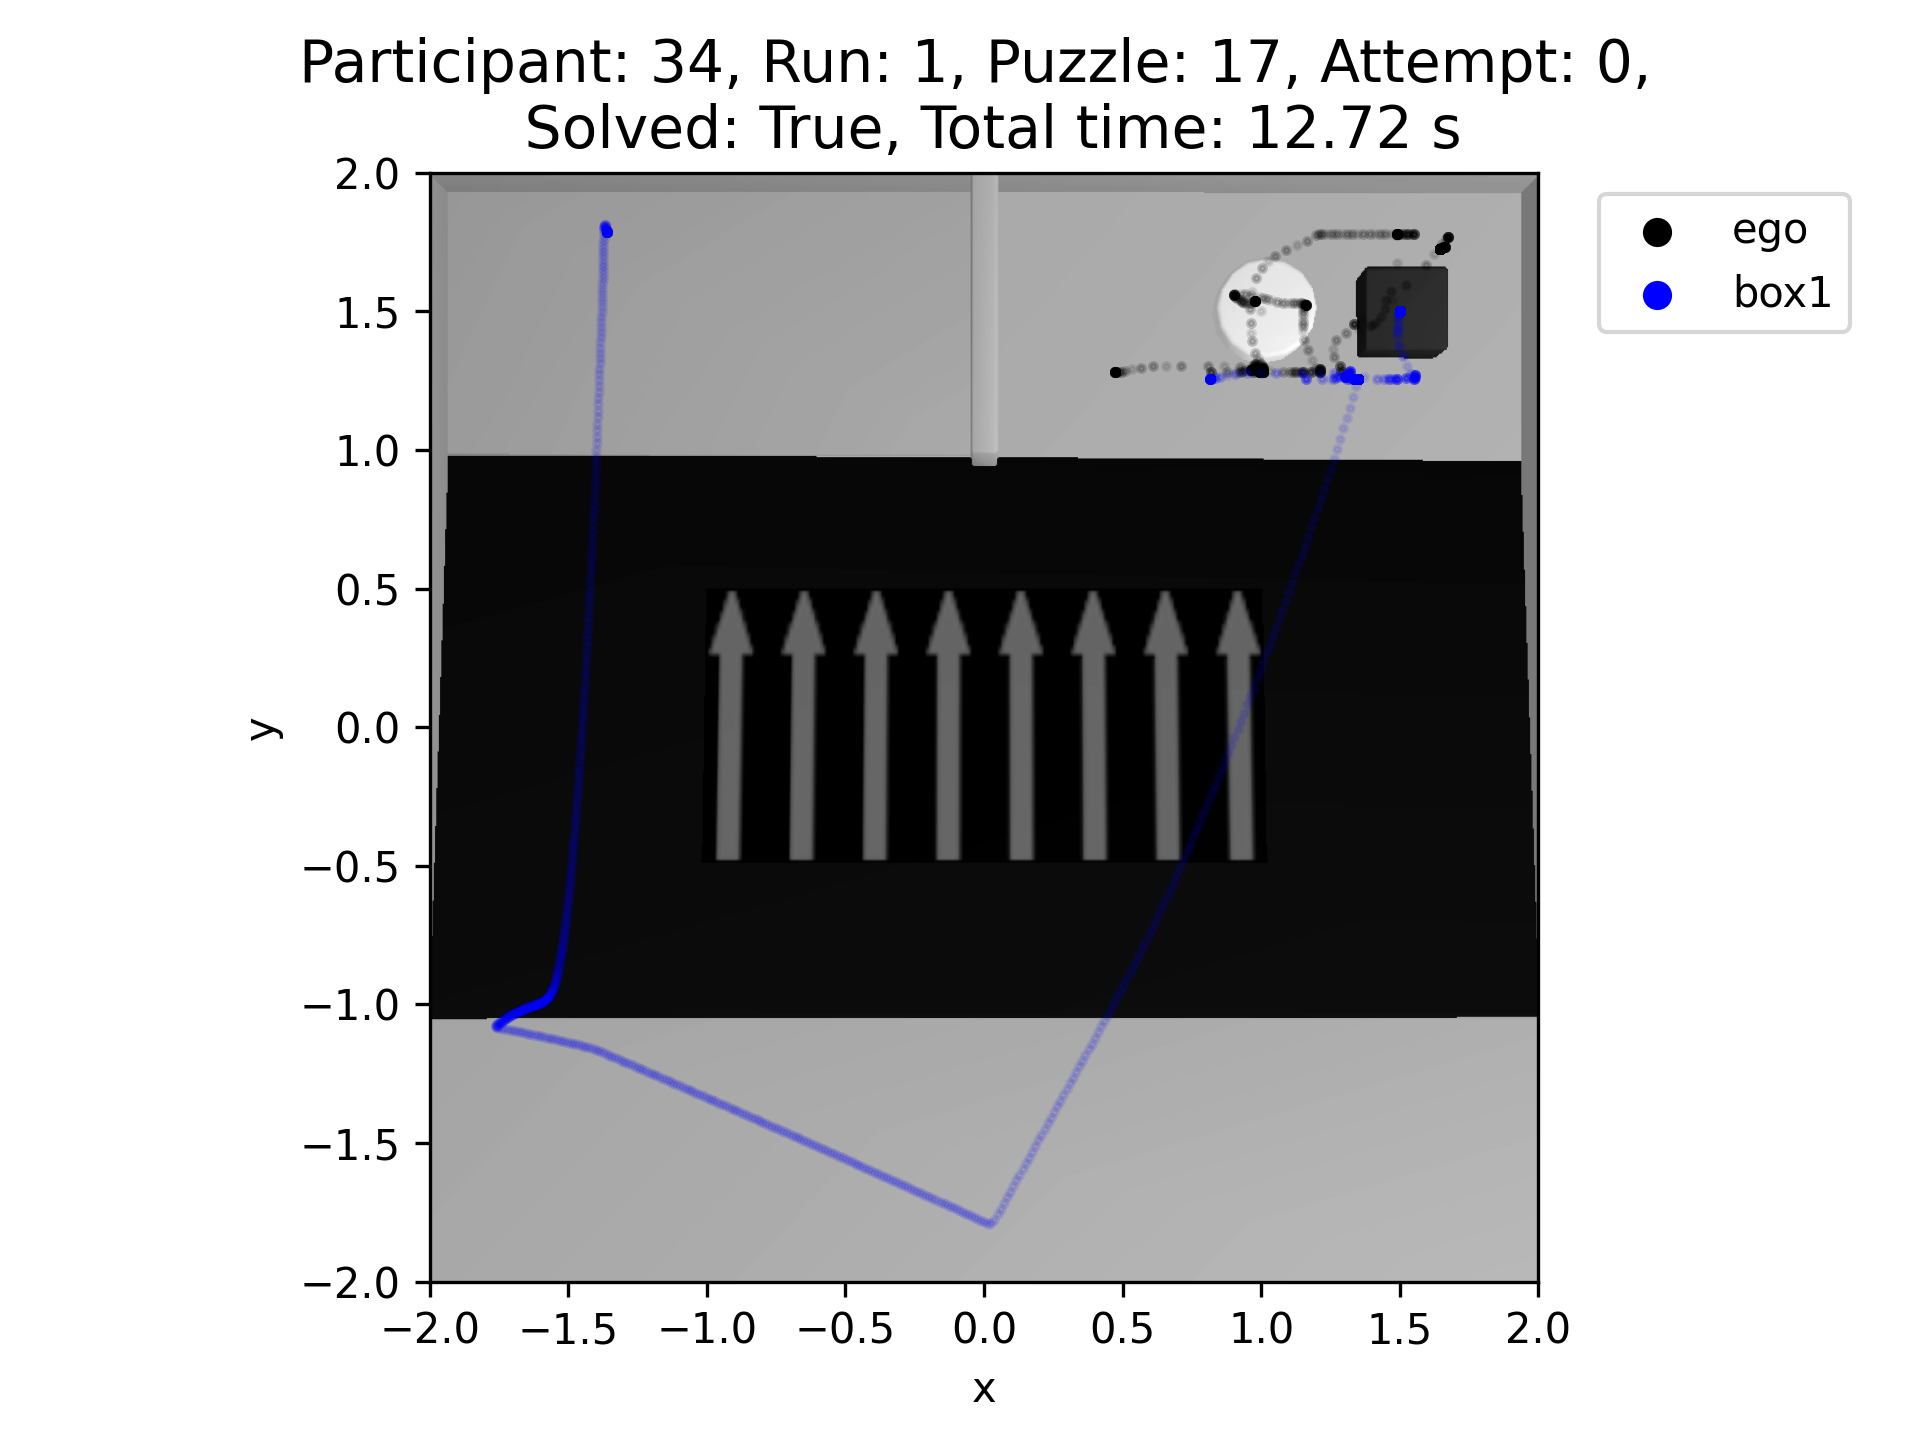 Participant: 34, Run: 1, Puzzle: 17, Attempt: 0,
Solved: True, Total time: 12.72 s
ego
box1
2.0
1.5
1.0
0.5
0.0
−0.5
−1.0
−1.5
−2.0
y
−2.0 −1.5 −1.0 −0.5 0.0 0.5 1.0 1.5 2.0
x